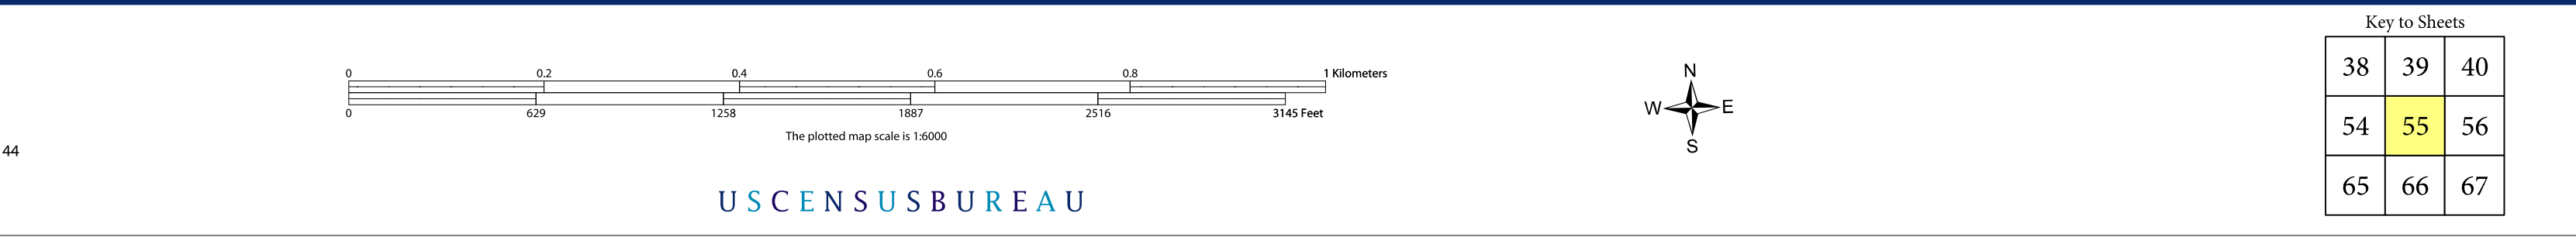 Key to Sheets
38 39 40
54 55 56
65 66 67
0 0.2 0.4 0.6 0.8 1 Kilometers
0 629 1258 1887 2516 3145 Feet
The plotted map scale is 1:6000
N
W E
S
44
USCENSUSBUREAU